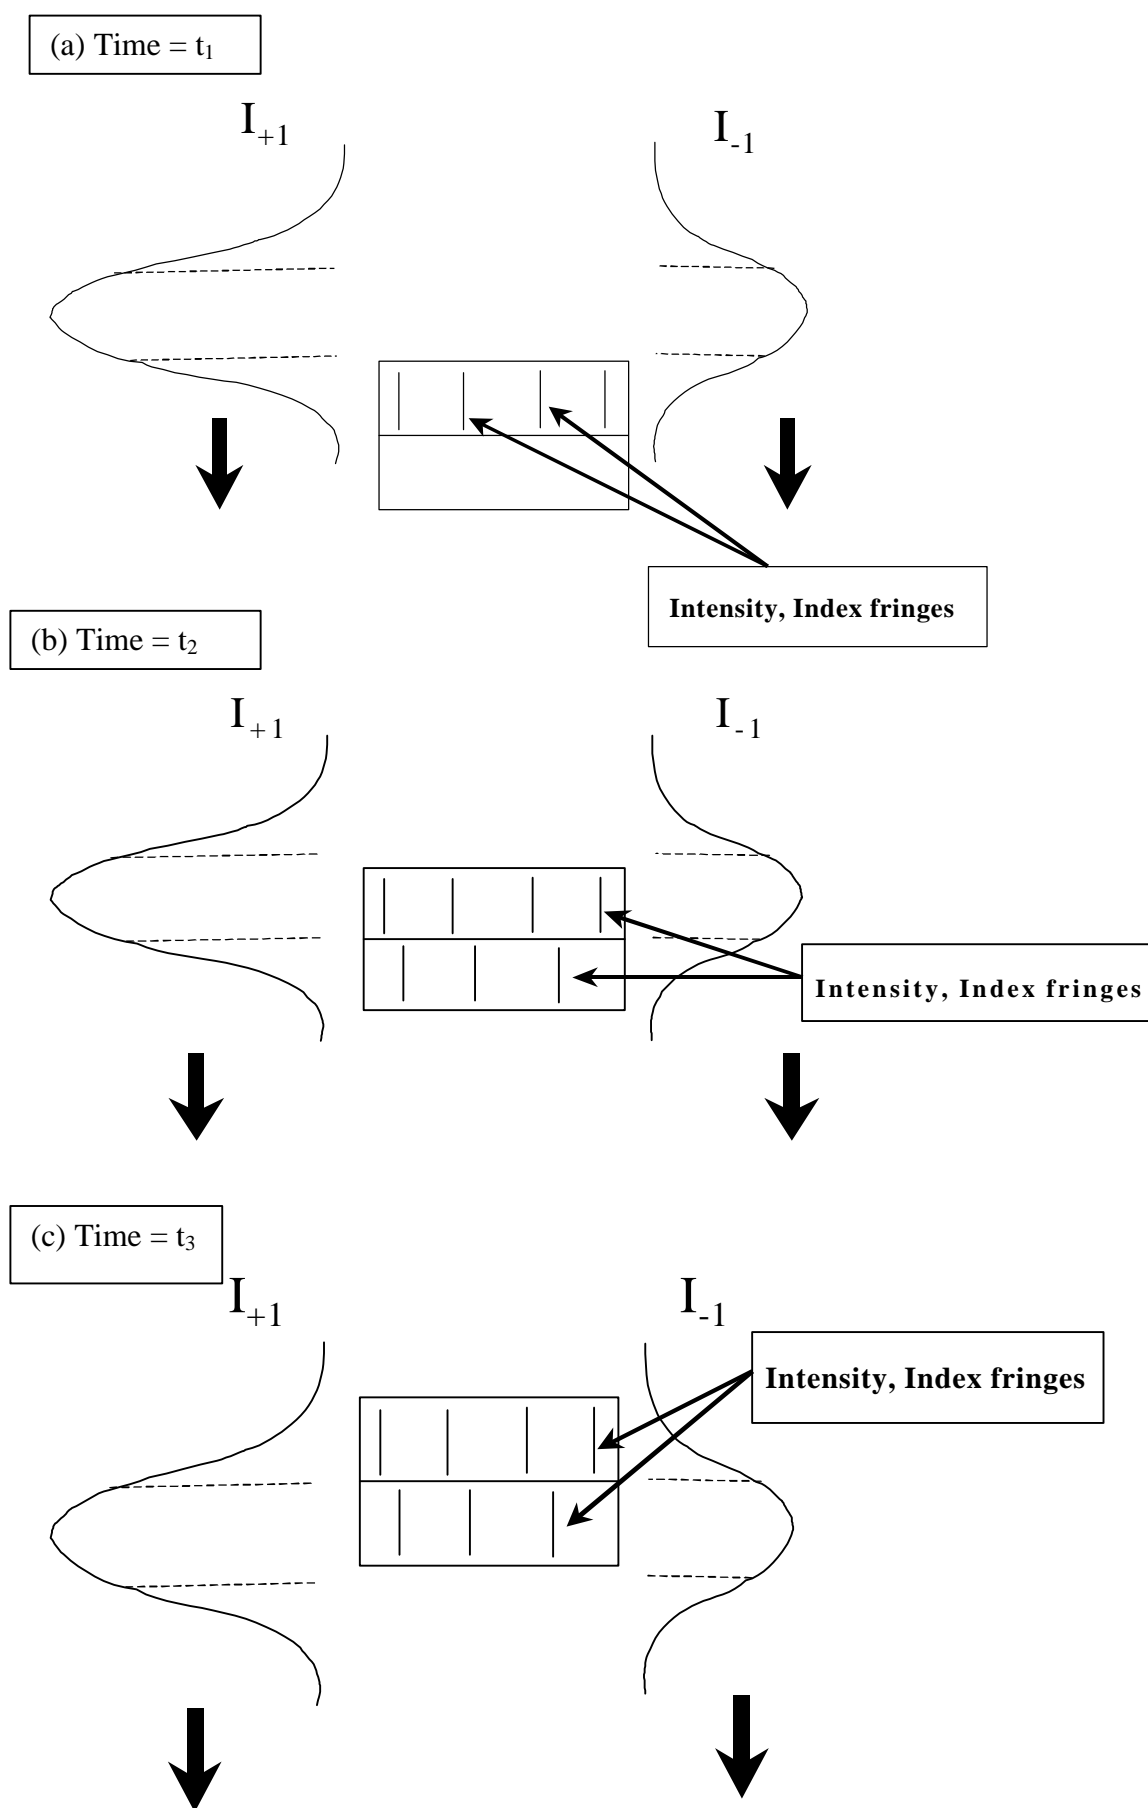 (a) Time = t₁
I₊₁ I₋₁
Intensity, Index fringes
(b) Time = t₂
I₊₁ I₋₁
Intensity, Index fringes
(c) Time = t₃
I₊₁ I₋₁
Intensity, Index fringes